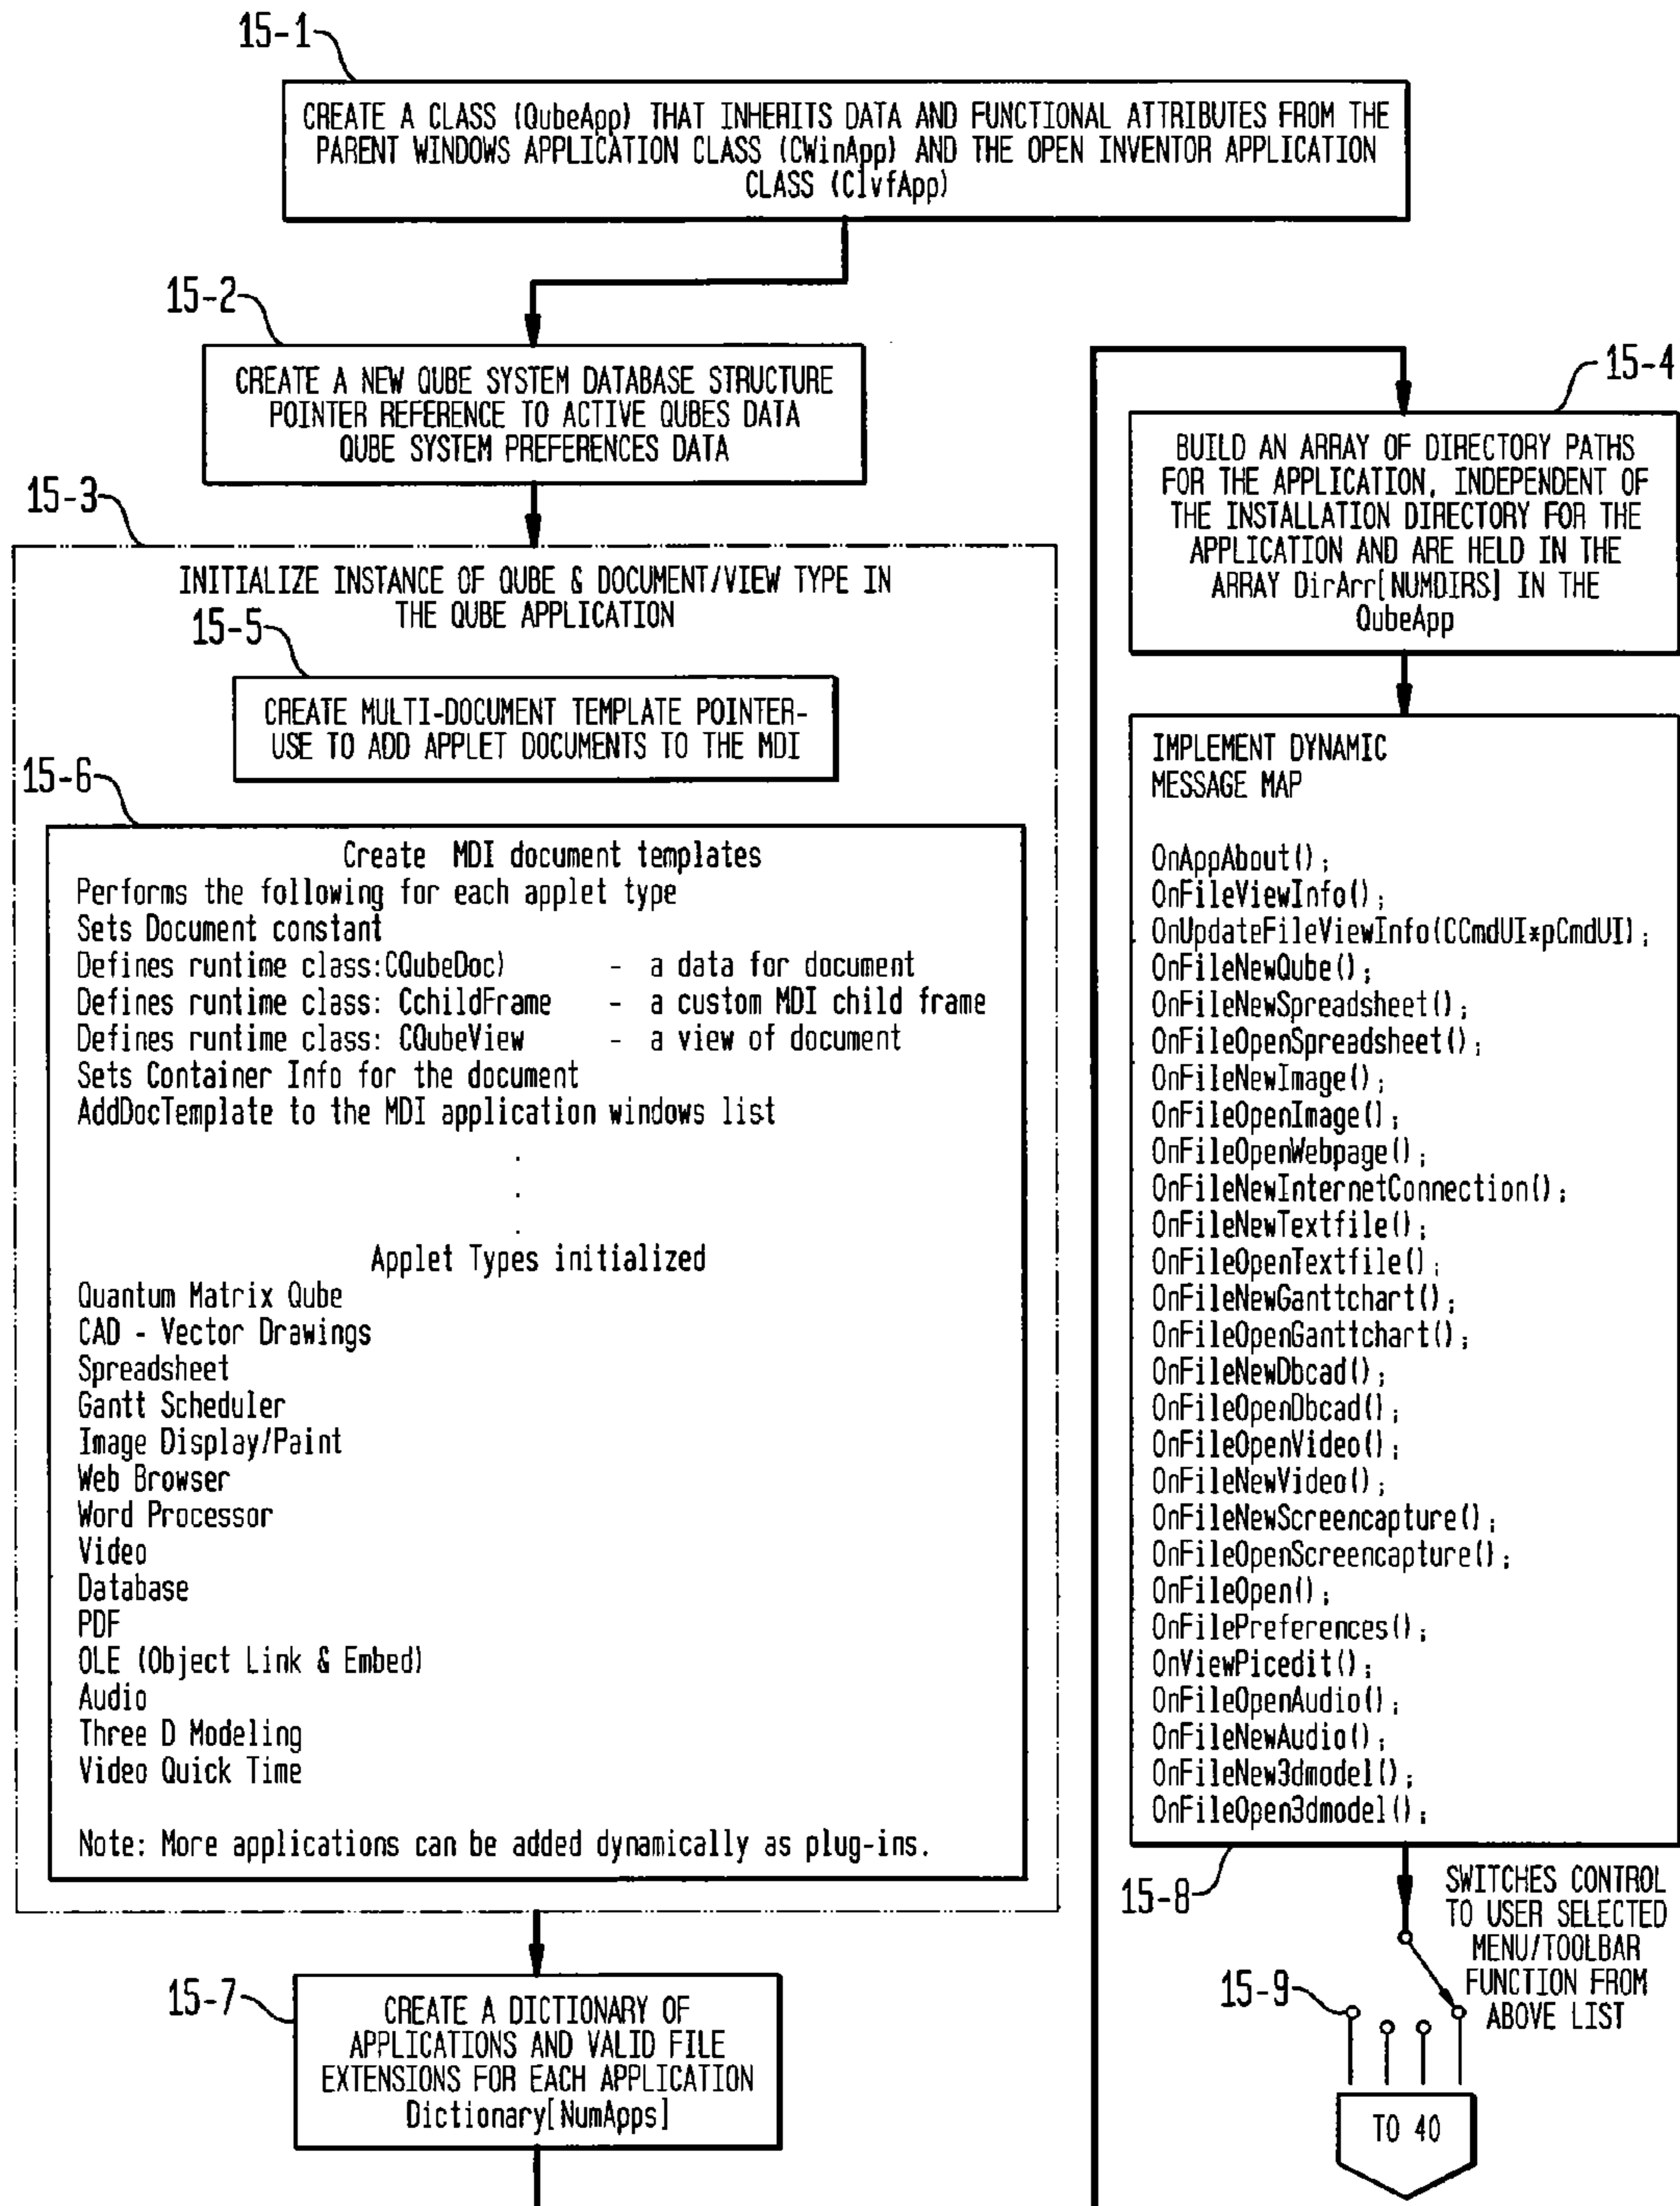 15-1
CREATE A CLASS (QubeApp) THAT INHERITS DATA AND FUNCTIONAL ATTRIBUTES FROM THE
PARENT WINDOWS APPLICATION CLASS (CWinApp) AND THE OPEN INVENTOR APPLICATION
CLASS (ClvfApp)
15-2
CREATE A NEW QUBE SYSTEM DATABASE STRUCTURE
POINTER REFERENCE TO ACTIVE QUBES DATA
QUBE SYSTEM PREFERENCES DATA
15-3
INITIALIZE INSTANCE OF QUBE & DOCUMENT/VIEW TYPE IN
THE QUBE APPLICATION
15-5
CREATE MULTI-DOCUMENT TEMPLATE POINTER-
USE TO ADD APPLET DOCUMENTS TO THE MDI
15-6
Create MDI document templates
Performs the following for each applet type
Sets Document constant
Defines runtime class:CQubeDoc) - a data for document
Defines runtime class: CchildFrame - a custom MDI child frame
Defines runtime class: CQubeView - a view of document
Sets Container Info for the document
AddDocTemplate to the MDI application windows list
.
.
.
Applet Types initialized
Quantum Matrix Qube
CAD - Vector Drawings
Spreadsheet
Gantt Scheduler
Image Display/Paint
Web Browser
Word Processor
Video
Database
PDF
OLE (Object Link & Embed)
Audio
Three D Modeling
Video Quick Time
Note: More applications can be added dynamically as plug-ins.
15-7
CREATE A DICTIONARY OF
APPLICATIONS AND VALID FILE
EXTENSIONS FOR EACH APPLICATION
Dictionary[NumApps]
15-4
BUILD AN ARRAY OF DIRECTORY PATHS
FOR THE APPLICATION, INDEPENDENT OF
THE INSTALLATION DIRECTORY FOR THE
APPLICATION AND ARE HELD IN THE
ARRAY DirArr[NUMDIRS] IN THE
QubeApp
IMPLEMENT DYNAMIC
MESSAGE MAP
OnAppAbout();
OnFileViewInfo();
OnUpdateFileViewInfo(CCmdUI*pCmdUI);
OnFileNewQube();
OnFileNewSpreadsheet();
OnFileOpenSpreadsheet();
OnFileNewImage();
OnFileOpenImage();
OnFileOpenWebpage();
OnFileNewInternetConnection();
OnFileNewTextfile();
OnFileOpenTextfile();
OnFileNewGanttchart();
OnFileOpenGanttchart();
OnFileNewDbcad();
OnFileOpenDbcad();
OnFileOpenVideo();
OnFileNewVideo();
OnFileNewScreencapture();
OnFileOpenScreencapture();
OnFileOpen();
OnFilePreferences();
OnViewPicedit();
OnFileOpenAudio();
OnFileNewAudio();
OnFileNew3dmodel();
OnFileOpen3dmodel();
15-8
SWITCHES CONTROL
TO USER SELECTED
MENU/TOOLBAR
FUNCTION FROM
ABOVE LIST
15-9
TO 40